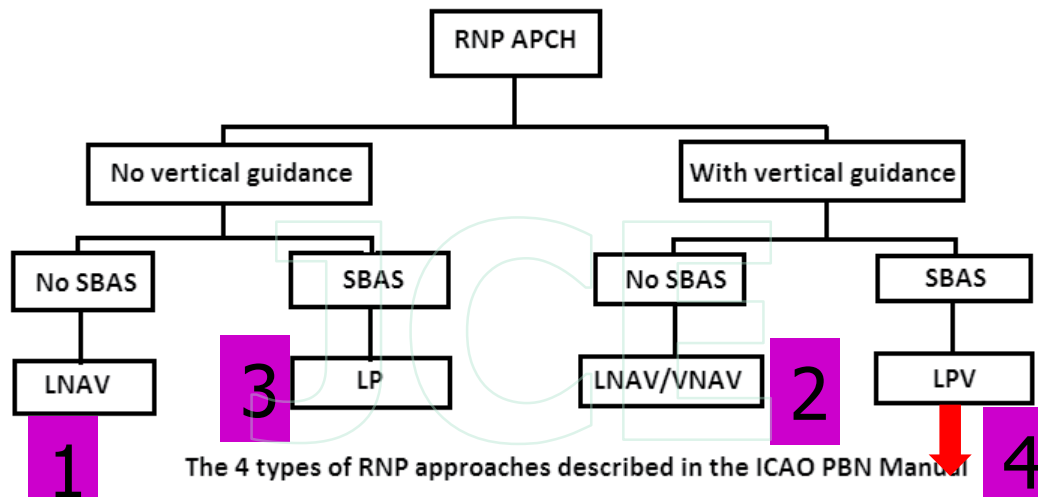 RNP APCH
No vertical guidance
With vertical guidance
No SBAS
SBAS
No SBAS
SBAS
LNAV
LP
LNAV/VNAV
LPV
1
3
2
4
The 4 types of RNP approaches described in the ICAO PBN Manual
JCE